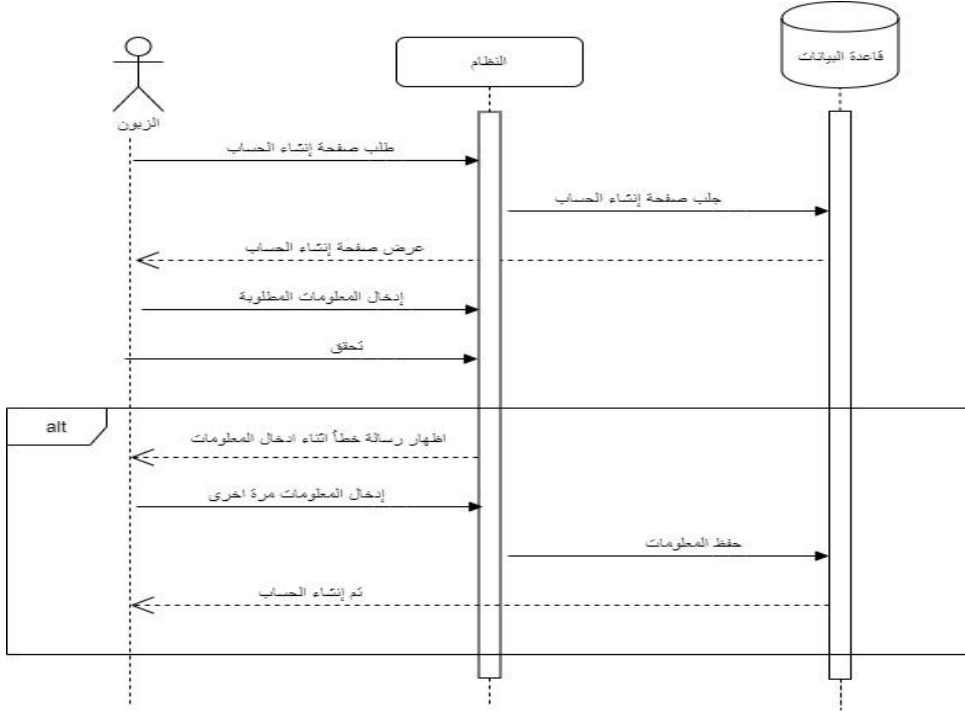 قاعدة البيانات
النظام
الزبون
طلب صفحة إنشاء الحساب
جلب صفحة إنشاء الحساب
عرض صفحة إنشاء الحساب
إدخال المعلومات المطلوبة
تحقق
alt
اظهار رسالة خطأ اثناء ادخال المعلومات
إدخال المعلومات مرة اخرى
حفظ المعلومات
تم إنشاء الحساب